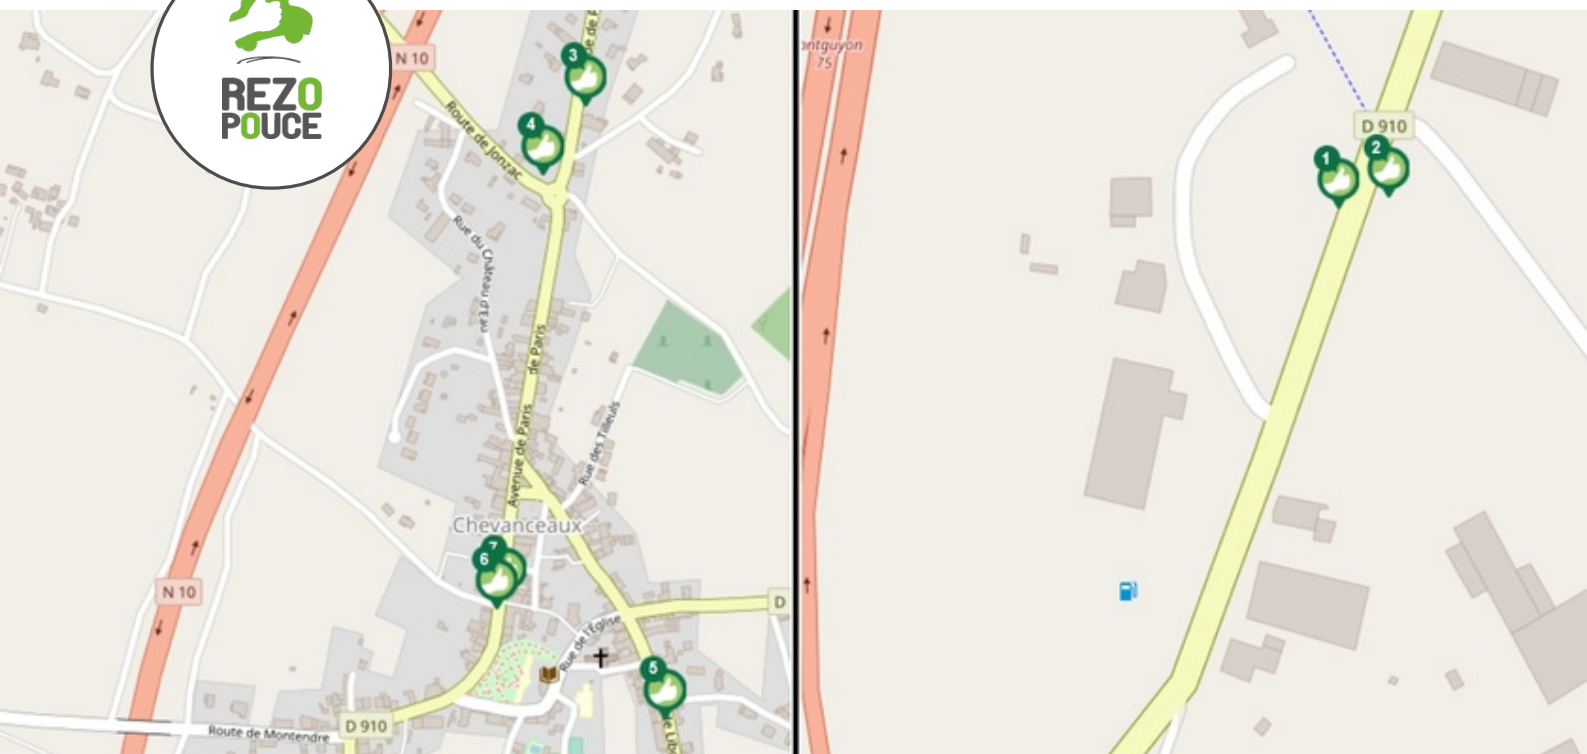 REZO
POUCE
N 10
3
4
Route de Jonzac
Rue du Château d'Eau
de Paris
Avenue de Paris
Rue des Tilleuls
Chevanceaux
7
6
N 10
D
Rue de l'Église
5
D 910
Route de Montendre
75
D 910
1
2